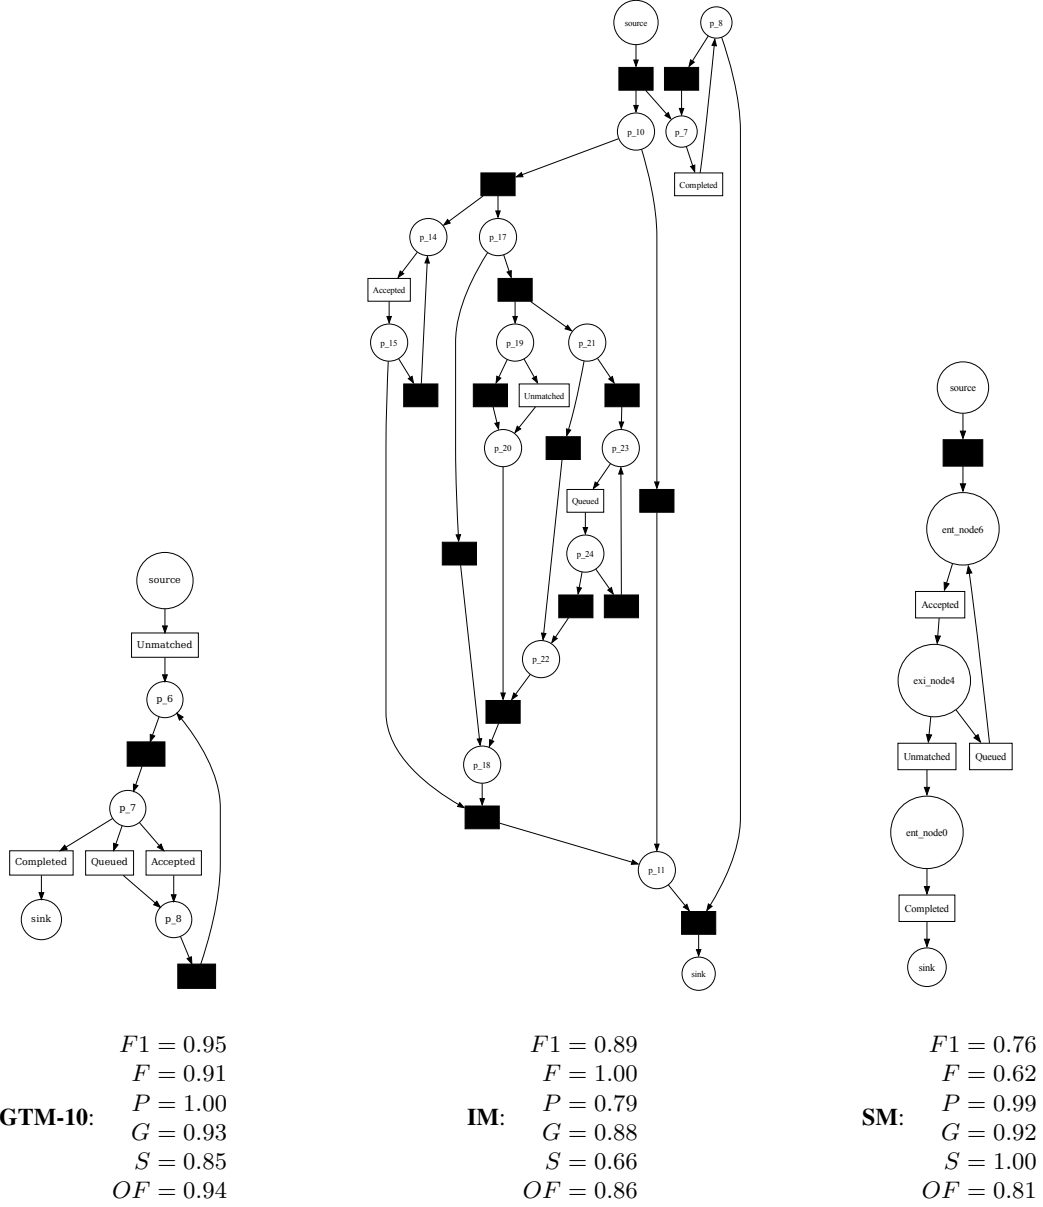 source
Unmatched
p_6
p_7
Completed
Queued
Accepted
sink
p_8
source
p_8
p_10
p_7
Completed
p_14
p_17
Accepted
p_15
p_19
p_21
Unmatched
p_20
p_23
Queued
p_24
p_22
p_18
p_11
sink
source
ent_node6
Accepted
exi_node4
Unmatched
Queued
ent_node0
Completed
sink
GTM-10:
F1 = 0.95
F = 0.91
P = 1.00
G = 0.93
S = 0.85
OF = 0.94
IM:
F1 = 0.89
F = 1.00
P = 0.79
G = 0.88
S = 0.66
OF = 0.86
SM:
F1 = 0.76
F = 0.62
P = 0.99
G = 0.92
S = 1.00
OF = 0.81